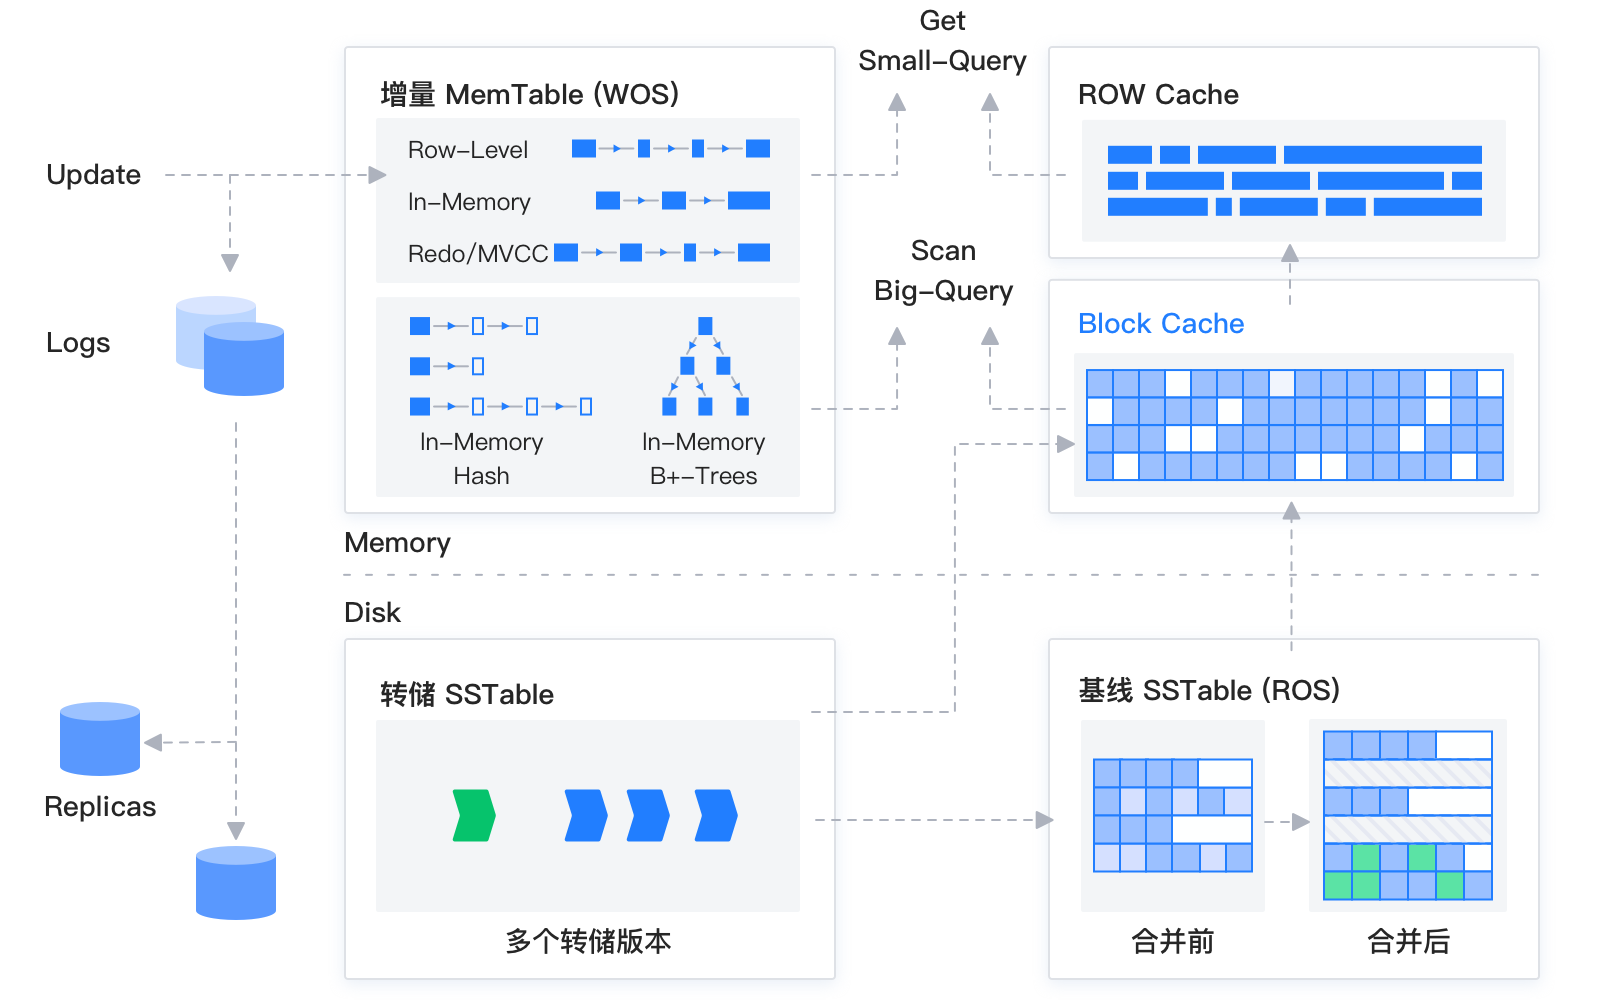 Get
Small-Query
增量 MemTable (WOS)
ROW Cache
Row-Level
Update
In-Memory
Redo/MVCC
Scan
Big-Query
Block Cache
Logs
In-Memory
Hash
In-Memory
B+-Trees
Memory
Disk
转储 SSTable
基线 SSTable (ROS)
Replicas
多个转储版本
合并前
合并后